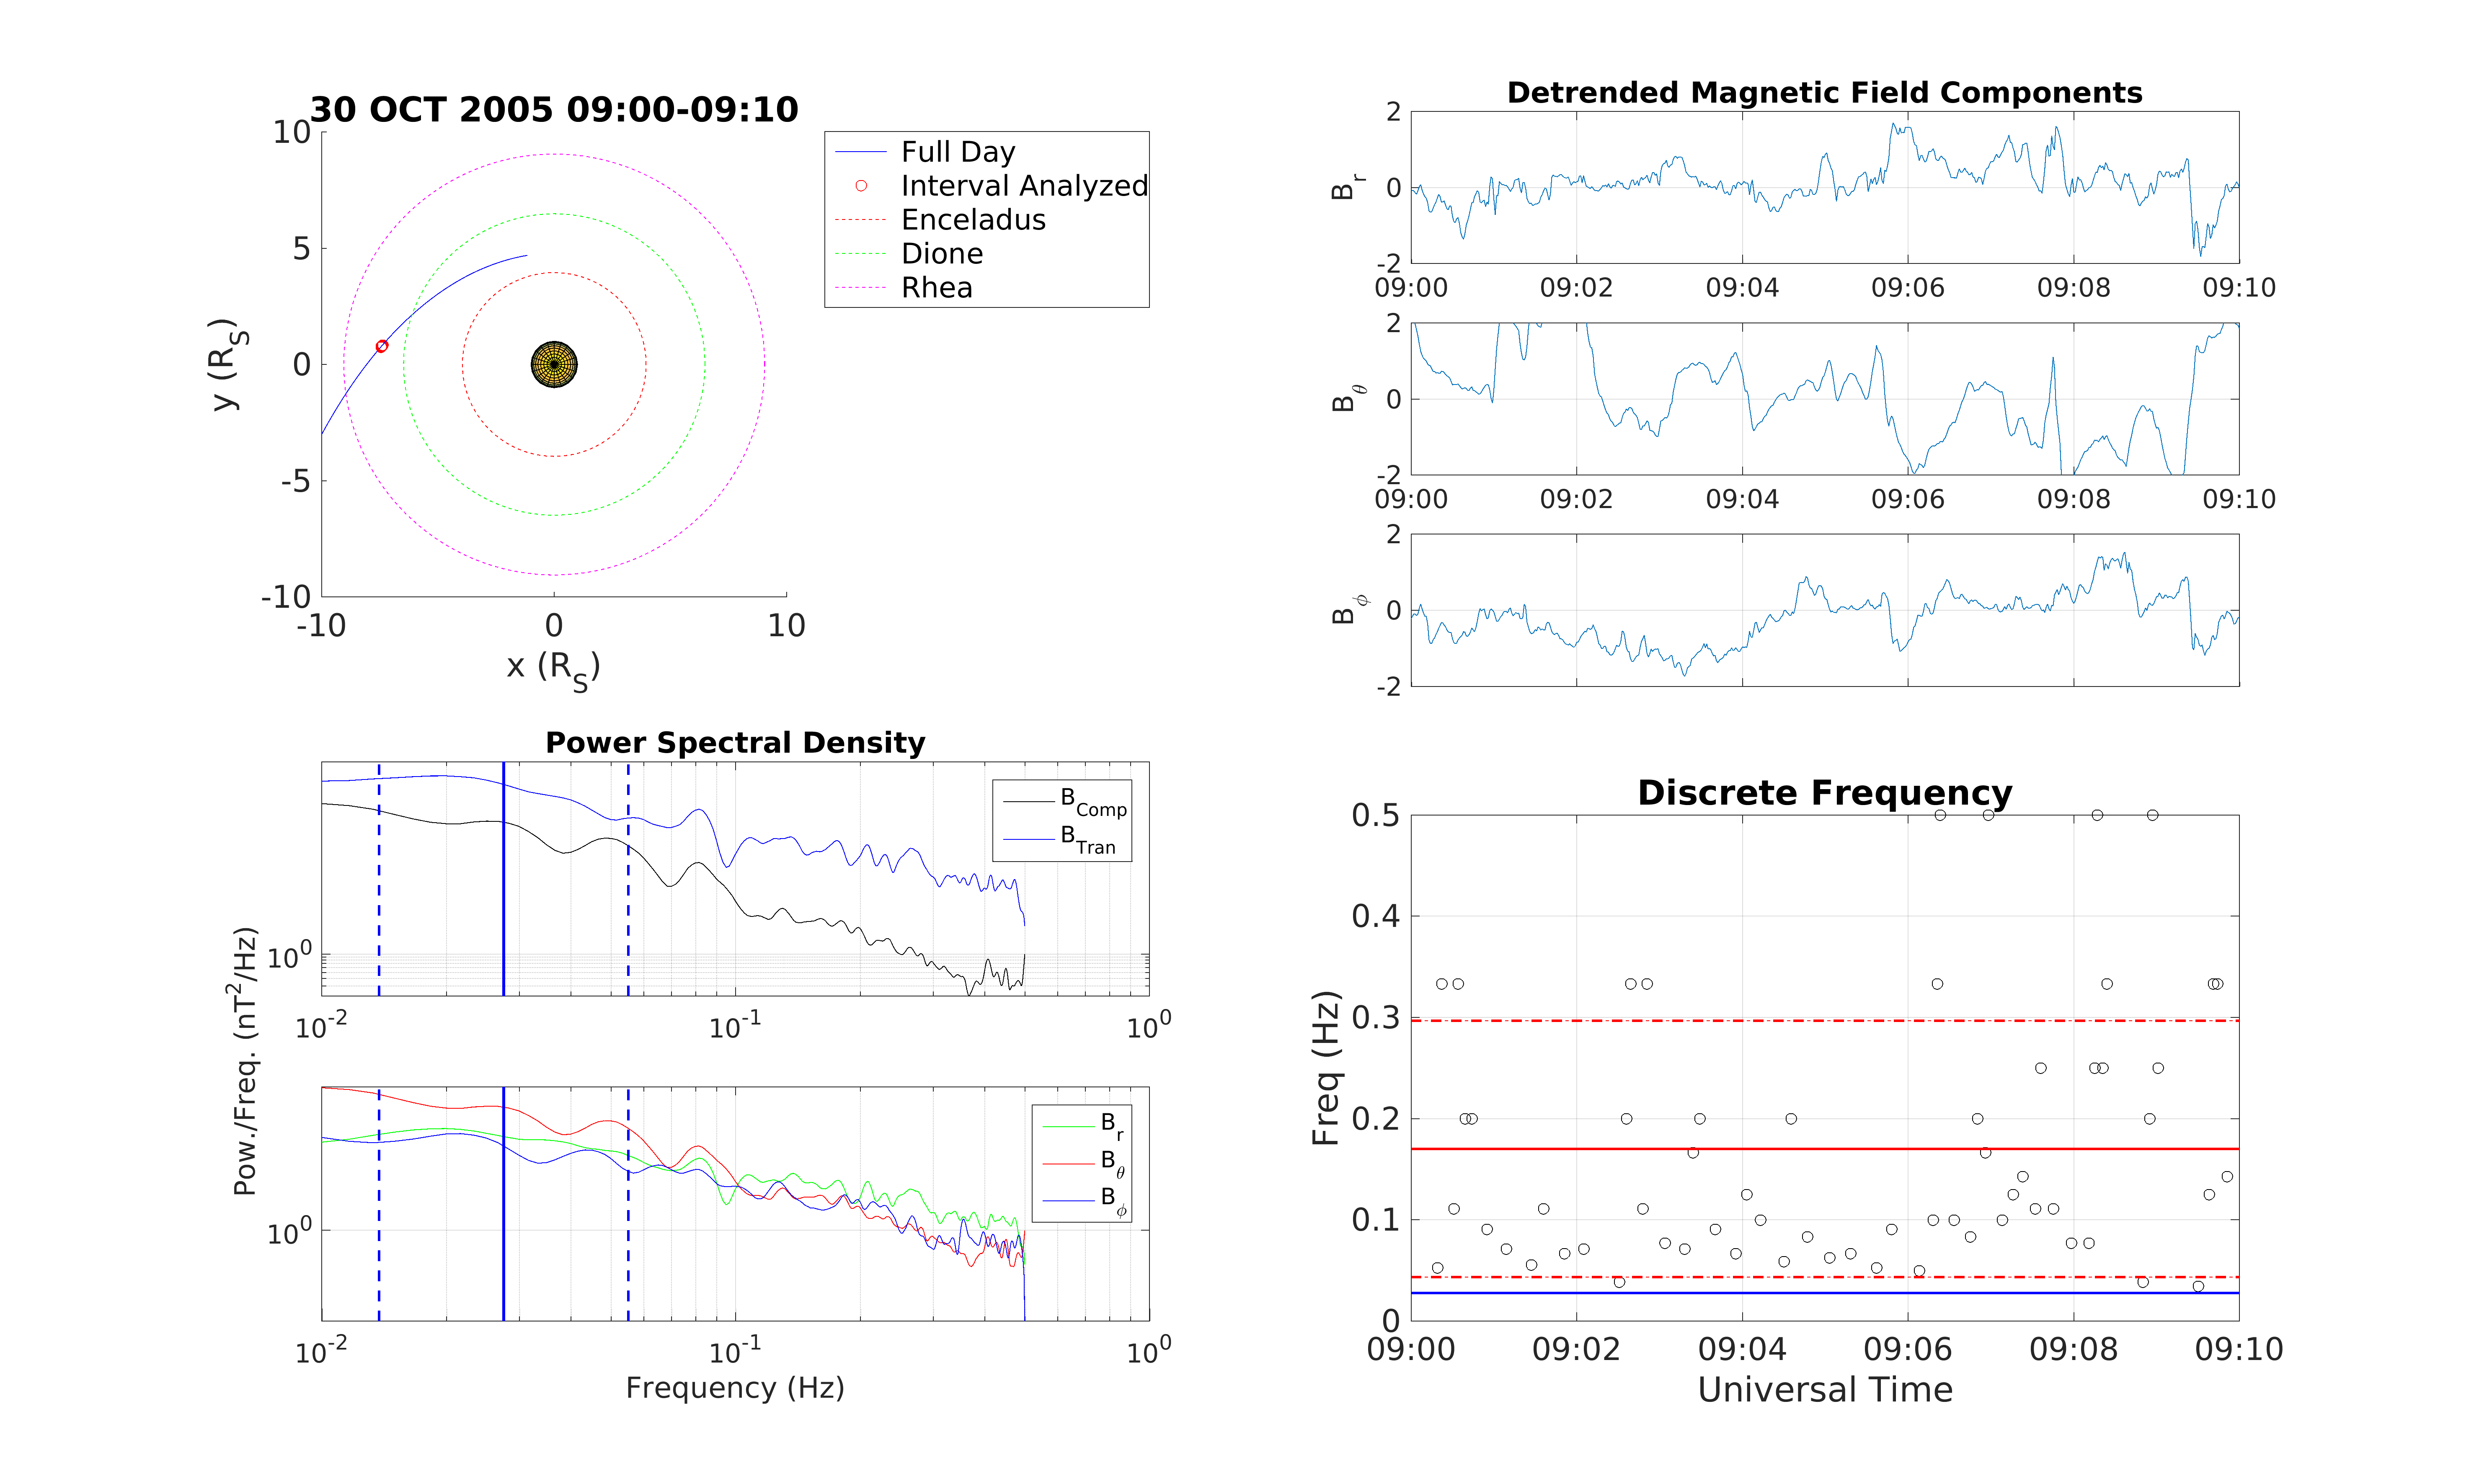 30 OCT 2005 09:00-09:10
10
5
0
-5
-10
-10 0 10
y (R_S)
x (R_S)
Full Day
Interval Analyzed
Enceladus
Dione
Rhea
Detrended Magnetic Field Components
B_r
2
0
-2
09:00 09:02 09:04 09:06 09:08 09:10
B_θ
2
0
-2
09:00 09:02 09:04 09:06 09:08 09:10
B_ϕ
2
0
-2
Power Spectral Density
B_Comp
B_Tran
10^0
10^-2 10^-1 10^0
Pow./Freq. (nT^2/Hz)
B_r
B_θ
B_ϕ
10^0
10^-2 10^-1 10^0
Frequency (Hz)
Discrete Frequency
Freq (Hz)
0.5
0.4
0.3
0.2
0.1
0
09:00 09:02 09:04 09:06 09:08 09:10
Universal Time